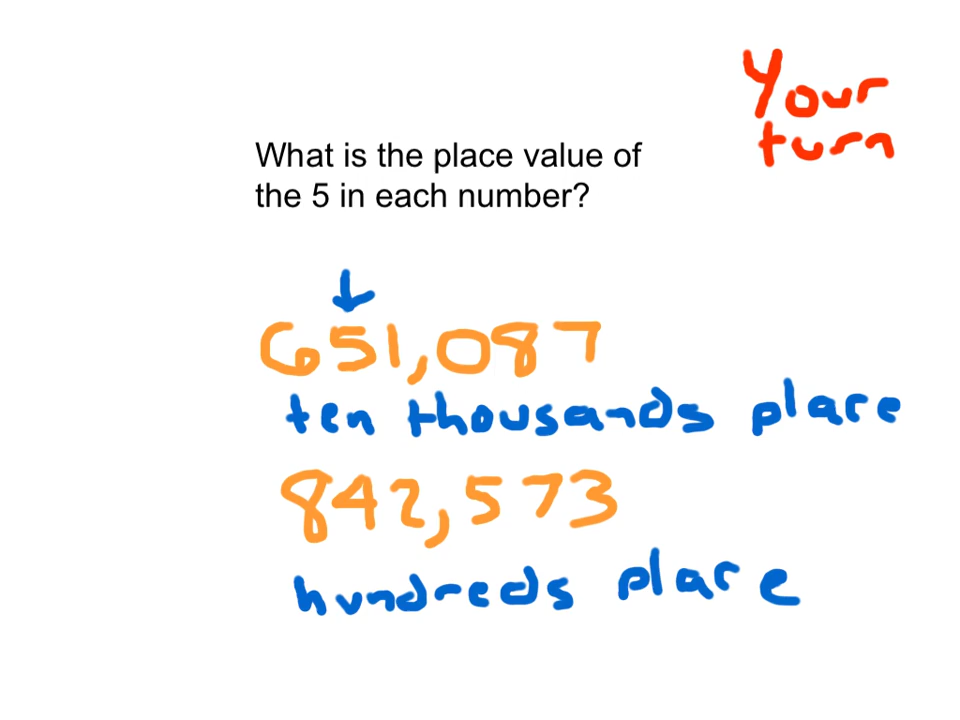 Your
turn
What is the place value of
the 5 in each number?
651,087
ten thousands place
842,573
hundreds place